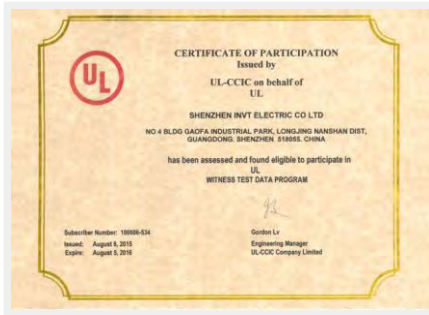 UL
CERTIFICATE OF PARTICIPATION
Issued by
UL-CCIC on behalf of
UL
SHENZHEN INVT ELECTRIC CO LTD
NO 4 BLDG GAOFA INDUSTRIAL PARK, LONGJING NANSHAN DIST,
GUANGDONG, SHENZHEN 518055, CHINA
has been assessed and found eligible to participate in
UL
WITNESS TEST DATA PROGRAM
Subscriber Number: 100606-534
Gordon Lv
Issued: August 6, 2015
Engineering Manager
Expire: August 5, 2016
UL-CCIC Company Limited